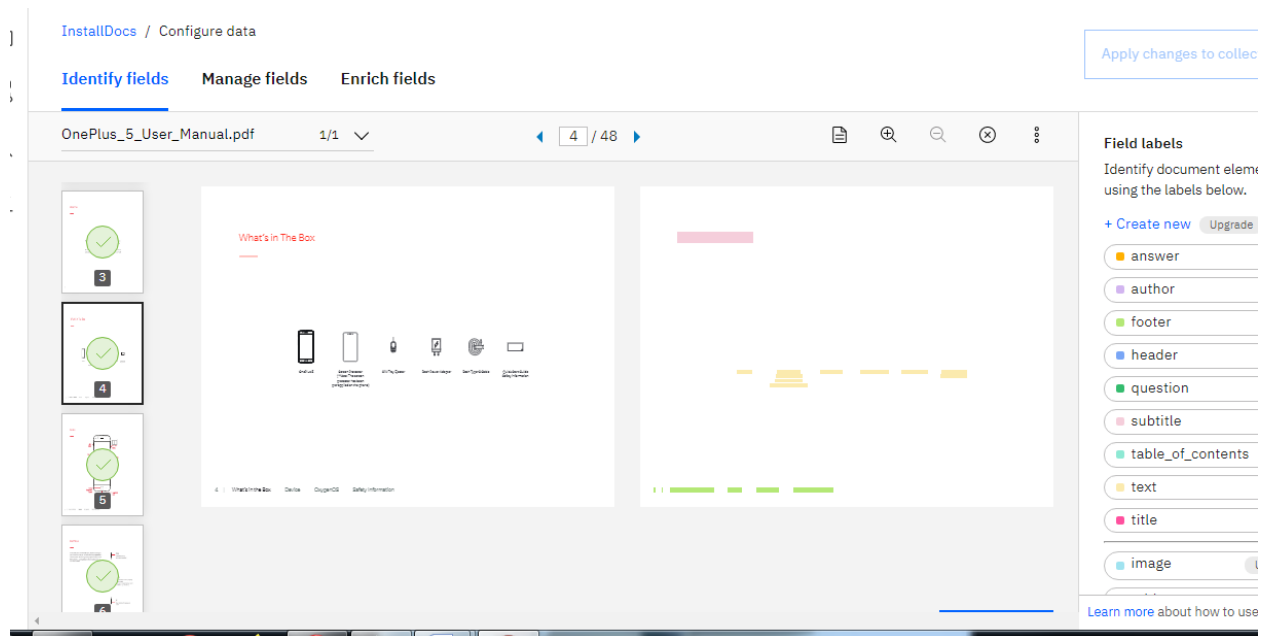 InstallDocs / Configure data
Apply changes to collec
Identify fields Manage fields Enrich fields
OnePlus_5_User_Manual.pdf 1/1 4 / 48
Field labels
Identify document eleme
using the labels below.
+ Create new Upgrade
answer
author
footer
header
question
subtitle
table_of_contents
text
title
image
Learn more about how to use
3
4
5
6
What's in The Box
4 | What's In the Box Device OxygenOS Safety Information